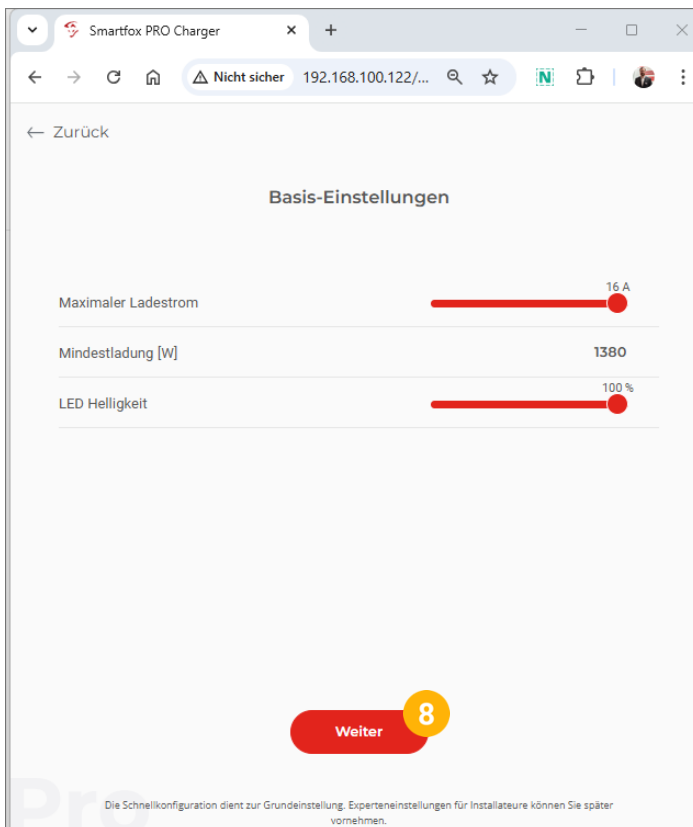 Smartfox PRO Charger
Nicht sicher 192.168.100.122/...
N
Zurück
Basis-Einstellungen
16 A
Maximaler Ladestrom
Mindestladung [W] 1380
100 %
LED Helligkeit
8
Weiter
Pro
Die Schnellkonfiguration dient zur Grundeinstellung. Experteneinstellungen für Installateure können Sie später
vornehmen.